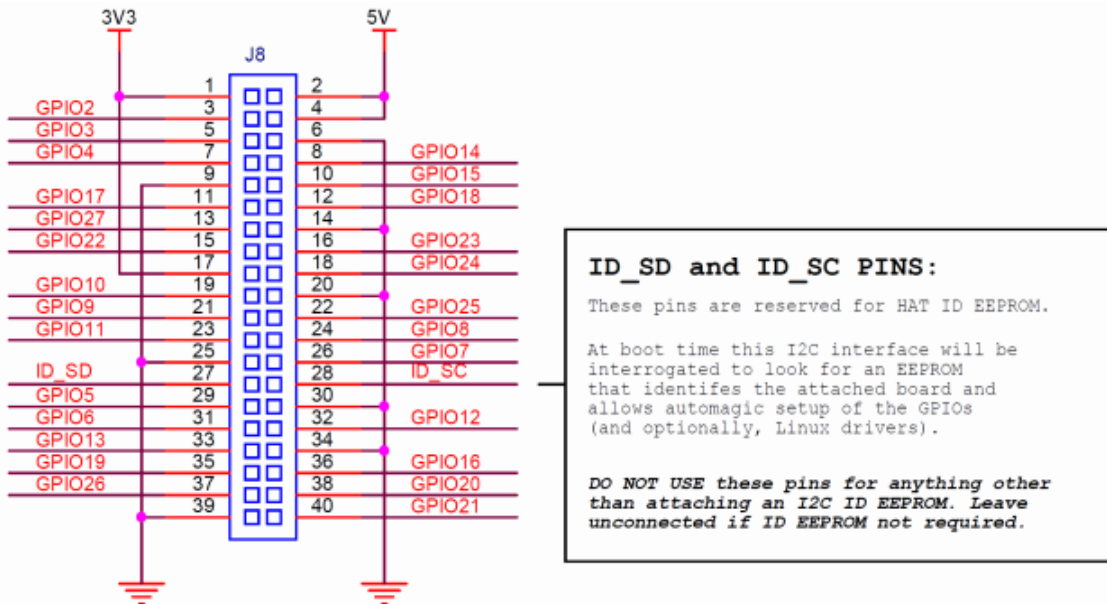 3V3
5V
J8
1
2
GPIO2
3
4
GPIO3
5
6
GPIO4
7
8
GPIO14
9
10
GPIO15
GPIO17
11
12
GPIO18
GPIO27
13
14
GPIO22
15
16
GPIO23
17
18
GPIO24
GPIO10
19
20
GPIO9
21
22
GPIO25
GPIO11
23
24
GPIO8
25
26
GPIO7
ID_SD
27
28
ID_SC
GPIO5
29
30
GPIO6
31
32
GPIO12
GPIO13
33
34
GPIO19
35
36
GPIO16
GPIO26
37
38
GPIO20
39
40
GPIO21
ID_SD and ID_SC PINS:
These pins are reserved for HAT ID EEPROM.
At boot time this I2C interface will be
interrogated to look for an EEPROM
that identifes the attached board and
allows automagic setup of the GPIOs
(and optionally, Linux drivers).
DO NOT USE these pins for anything other
than attaching an I2C ID EEPROM. Leave
unconnected if ID EEPROM not required.